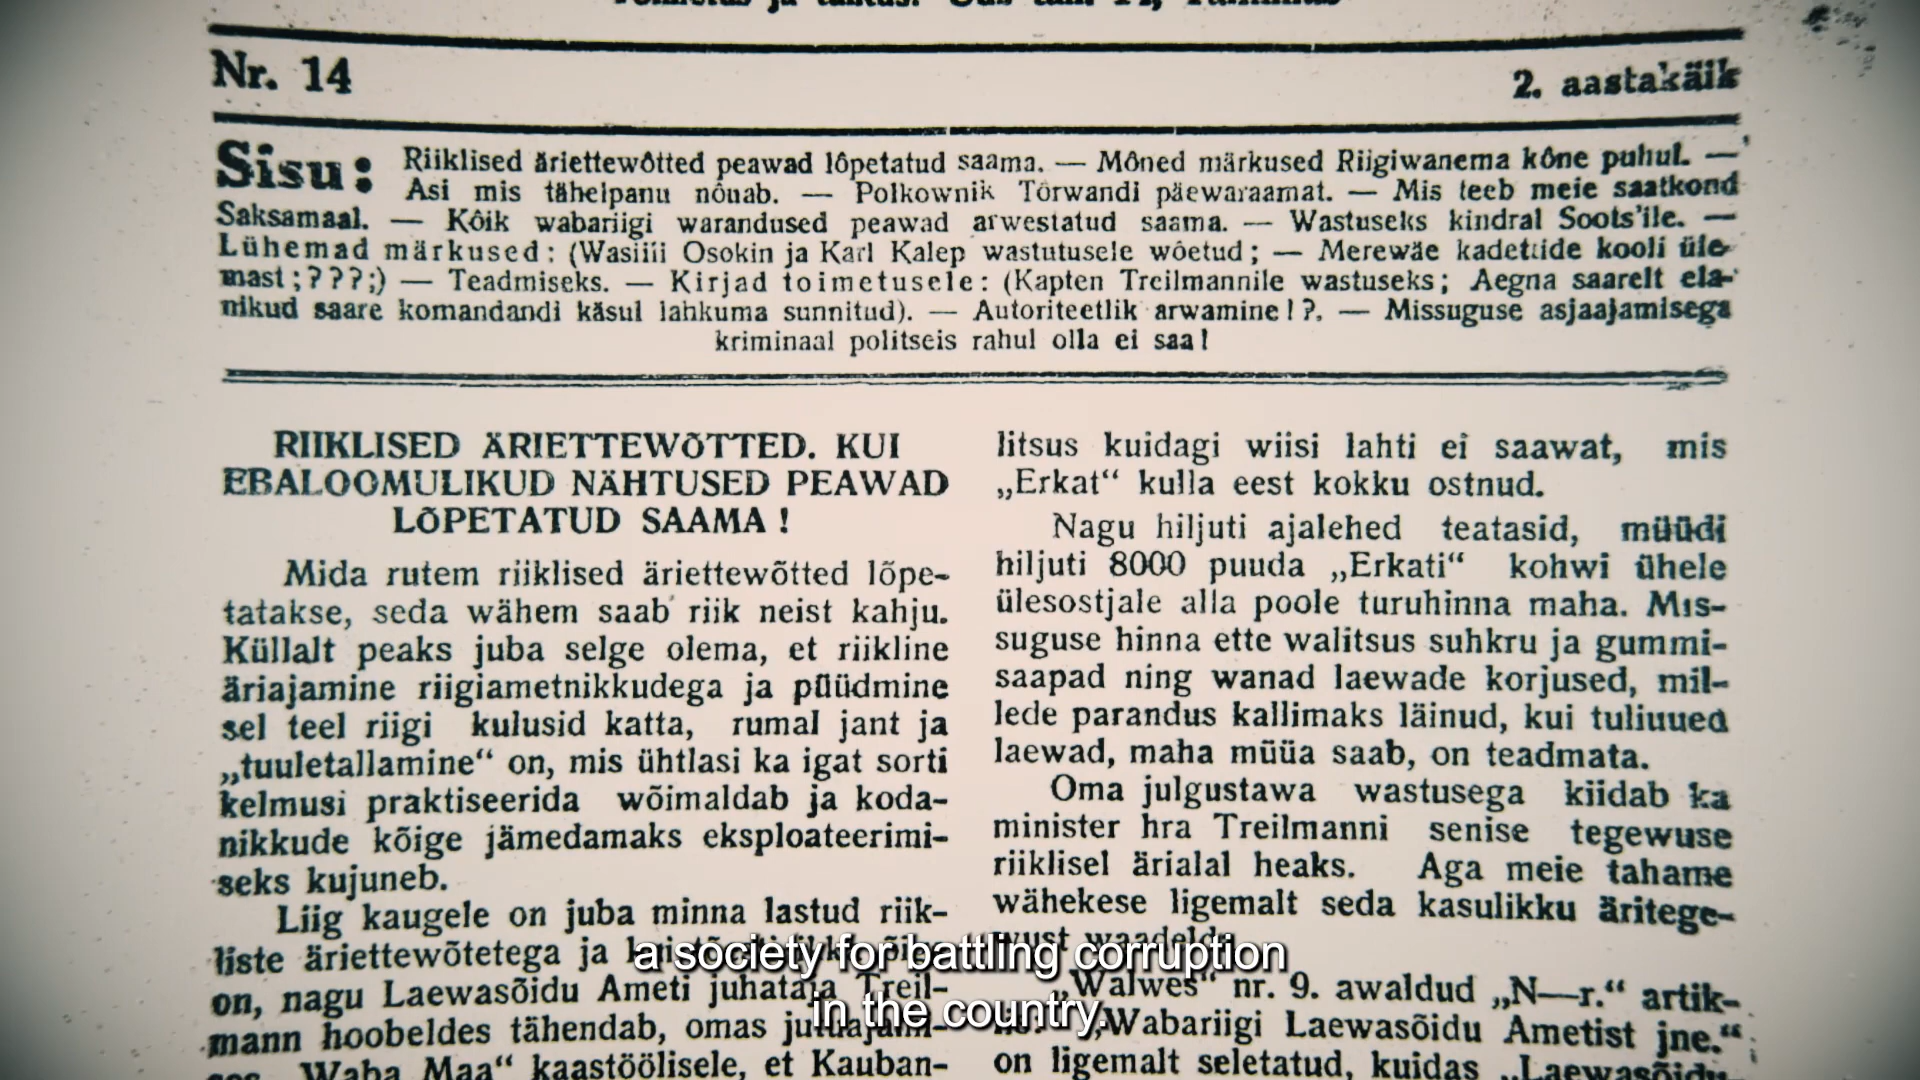 Nr. 14
2. aastakäik
Sisu: Riiklised äriettewõtted peawad lõpetatud saama. — Mõned märkused Riigiwanema kõne puhul. —
Asi mis tähelpanu nõuab. — Polkownik Tõrwandi päewaraamat. — Mis teeb meie saatkond
Saksamaal. — Kõik wabariigi warandused peawad arwestatud saama. — Wastuseks kindral Soots'ile. —
Lühemad märkused: (Wasiiii Osokin ja Karl Kalep wastutusele wõetud; — Merewäe kadettide kooli üle-
mast;???;) — Teadmiseks. — Kirjad toimetusele: (Kapten Treilmannile wastuseks; Aegna saarelt ela-
nikud saare komandandi käsul lahkuma sunnitud). — Autoriteetlik arwamine!?. — Missuguse asjaajamisega
kriminaal politseis rahul olla ei saa!
RIIKLISED ÄRIETTEWÕTTED. KUI
EBALOOMULIKUD NÄHTUSED PEAWAD
LÕPETATUD SAAMA!
Mida rutem riiklised äriettewõtted lõpe-
tatakse, seda wähem saab riik neist kahju.
Küllalt peaks juba selge olema, et riikline
äriajamine riigiametnikkudega ja püüdmine
sel teel riigi kulusid katta, rumal jant ja
„tuuletallamine“ on, mis ühtlasi ka igat sorti
kelmusi praktiseerida wõimaldab ja koda-
nikkude kõige jämedamaks eksploateerimi-
seks kujuneb.
Liig kaugele on juba minna lastud riik-
liste äriettewõtetega ja
on, nagu Laewasõidu Ameti juhataja Treil-
mann hoobeldes tähendab, omas jutuajami-
ses „Waba Maa“ kaastöölisele, et Kauban-
litsus kuidagi wiisi lahti ei saawat, mis
„Erkat“ kulla eest kokku ostnud.
Nagu hiljuti ajalehed teatasid, müüdi
hiljuti 8000 puuda „Erkati“ kohwi ühele
ülesostjale alla poole turuhinna maha. Mis-
suguse hinna ette walitsus suhkru ja gummi-
saapad ning wanad laewade korjused, mil-
lede parandus kallimaks läinud, kui tuliuued
laewad, maha müüa saab, on teadmata.
Oma julgustawa wastusega kiidab ka
minister hra Treilmanni senise tegewuse
riiklisel ärialal heaks. Aga meie tahame
wähekese ligemalt seda kasulikku äritege-
wust waadelda
„Walwes“ nr. 9. awaldud „N—r.“ artik-
„Wabariigi Laewasõidu Ametist jne.“
on ligemalt seletatud, kuidas „Laewasõidu
a society for battling corruption
in the country.